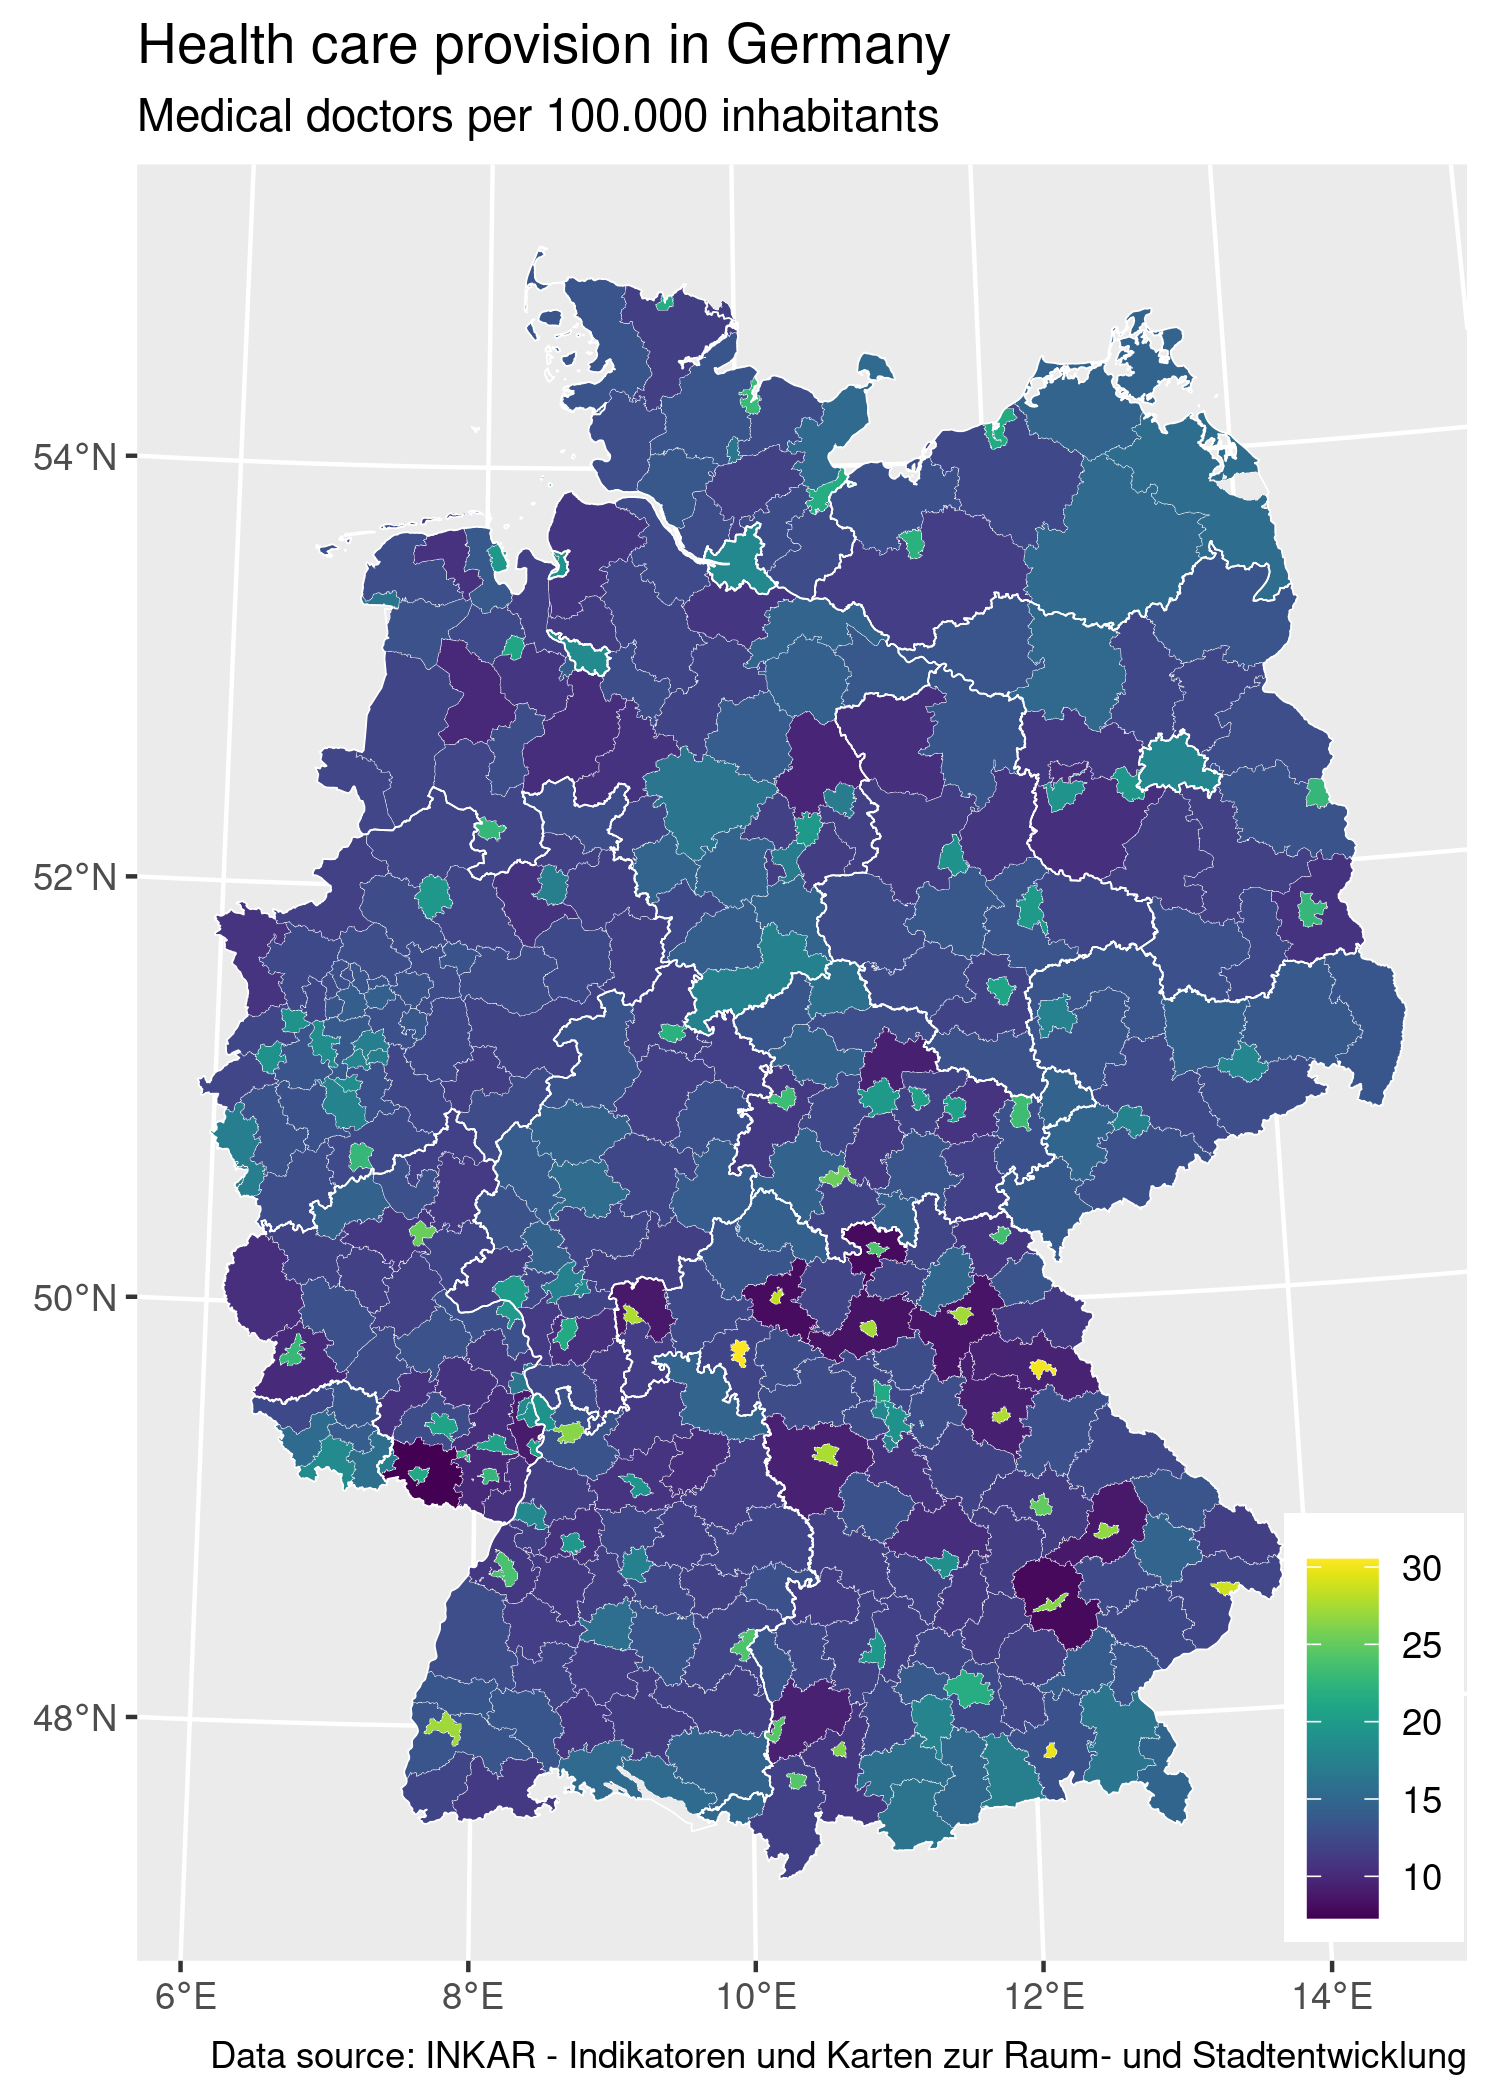 Health care provision in Germany
Medical doctors per 100.000 inhabitants
54°N
52°N
50°N
48°N
30
25
20
15
10
6°E
8°E
10°E
12°E
14°E
Data source: INKAR - Indikatoren und Karten zur Raum- und Stadtentwicklung